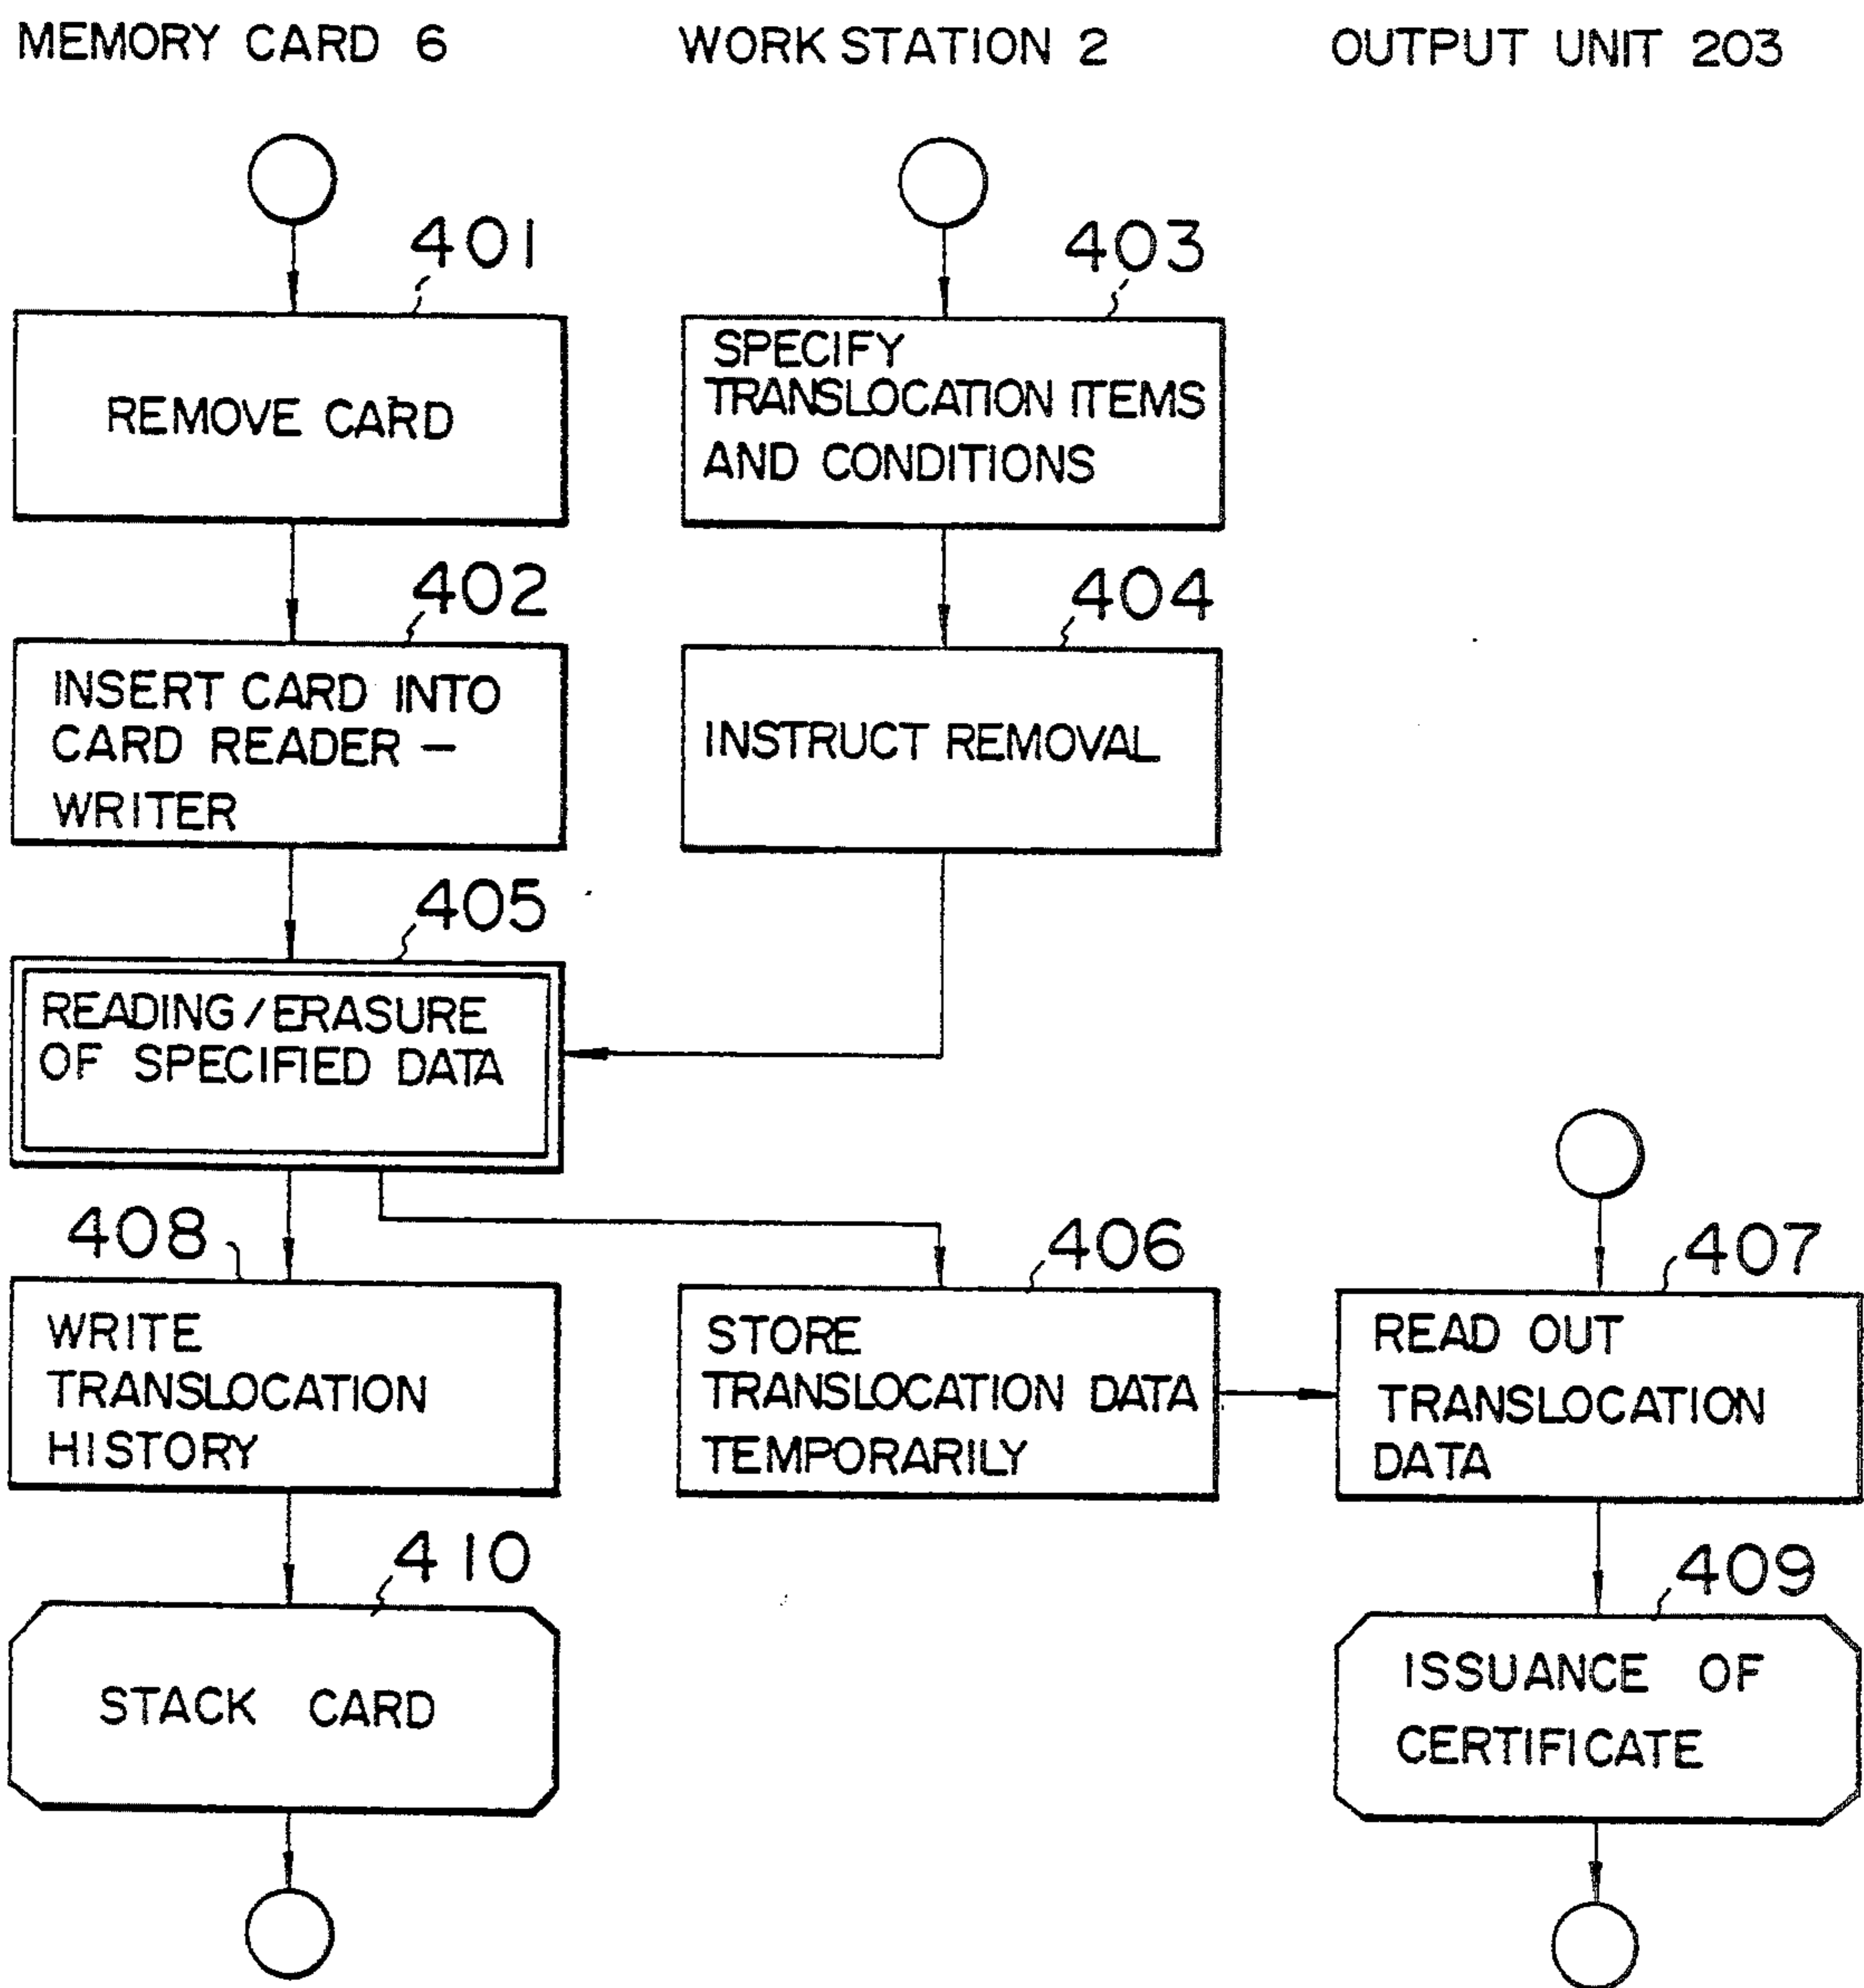 MEMORY CARD 6
WORK STATION 2
OUTPUT UNIT 203
401
REMOVE CARD
403
SPECIFY
TRANSLOCATION ITEMS
AND CONDITIONS
402
INSERT CARD INTO
CARD READER –
WRITER
404
INSTRUCT REMOVAL
405
READING/ERASURE
OF SPECIFIED DATA
408
WRITE
TRANSLOCATION
HISTORY
406
STORE
TRANSLOCATION DATA
TEMPORARILY
407
READ OUT
TRANSLOCATION
DATA
410
STACK CARD
409
ISSUANCE OF
CERTIFICATE